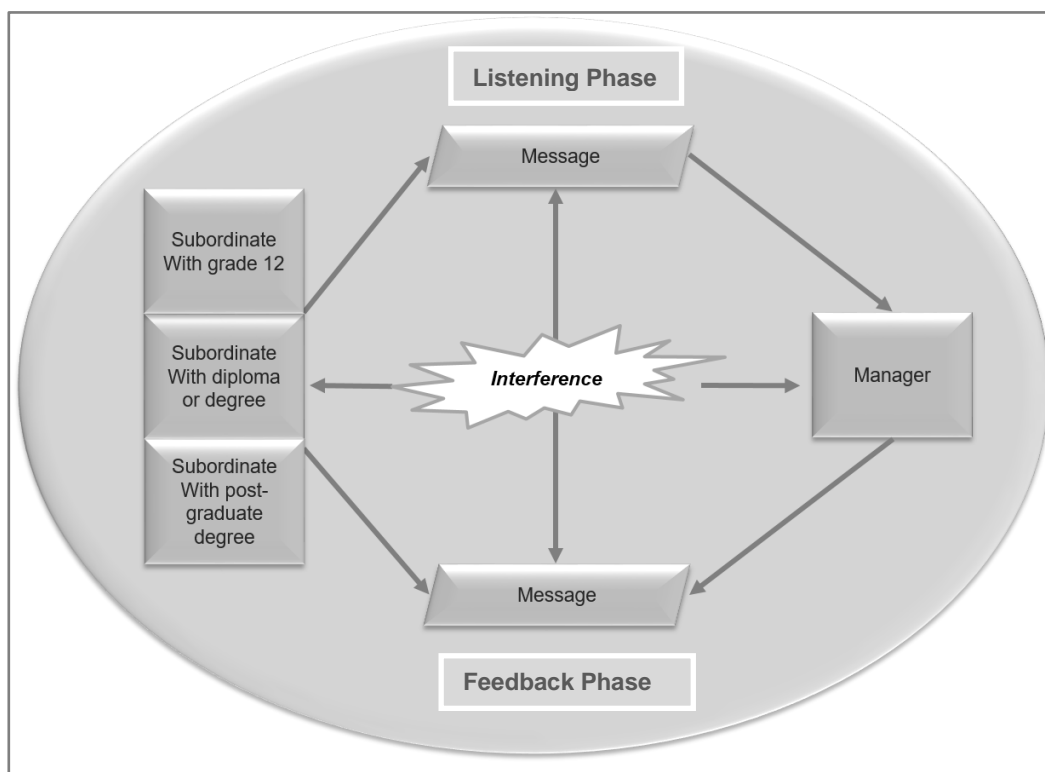 Listening Phase
Message
Subordinate
With grade 12
Subordinate
With diploma
or degree
Subordinate
With post-
graduate
degree
Interference
Manager
Message
Feedback Phase